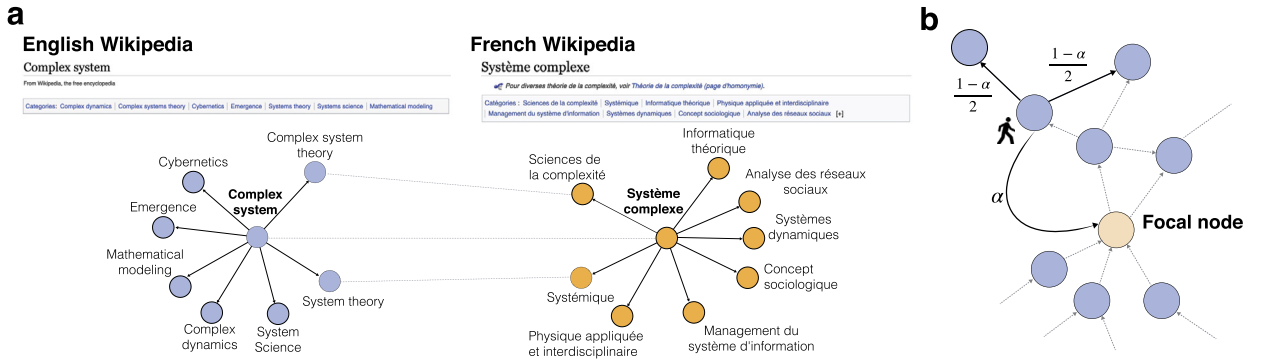 a
English Wikipedia
Complex system
From Wikipedia, the free encyclopedia
Categories: Complex dynamics | Complex systems theory | Cybernetics | Emergence | Systems theory | Systems science | Mathematical modeling
French Wikipedia
Système complexe
Pour diverses théorie de la complexité, voir Théorie de la complexité (page d'homonymie).
Catégories : Sciences de la complexité | Systémique | Informatique théorique | Physique appliquée et interdisciplinaire
Management du système d'information | Systèmes dynamiques | Concept sociologique | Analyse des réseaux sociaux [+]
Complex system
theory
Cybernetics
Complex
system
Emergence
Mathematical
modeling
Complex
dynamics
System
Science
System theory
Informatique
théorique
Sciences de
la complexité
Système
complexe
Analyse des réseaux
sociaux
Systèmes
dynamiques
Concept
sociologique
Systémique
Physique appliquée
et interdisciplinaire
Management du
système d'information
b
1 − α
2
1 − α
2
α
Focal node